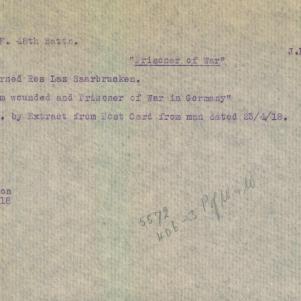 F. 48th Battn.
"Prisoner of War"
J.
rned Res Laz Saarbrucken.
m wounded and Prisoner of War in Germany"
. by Extract from Post Card from man dated 23/4/18.
on
18
5572